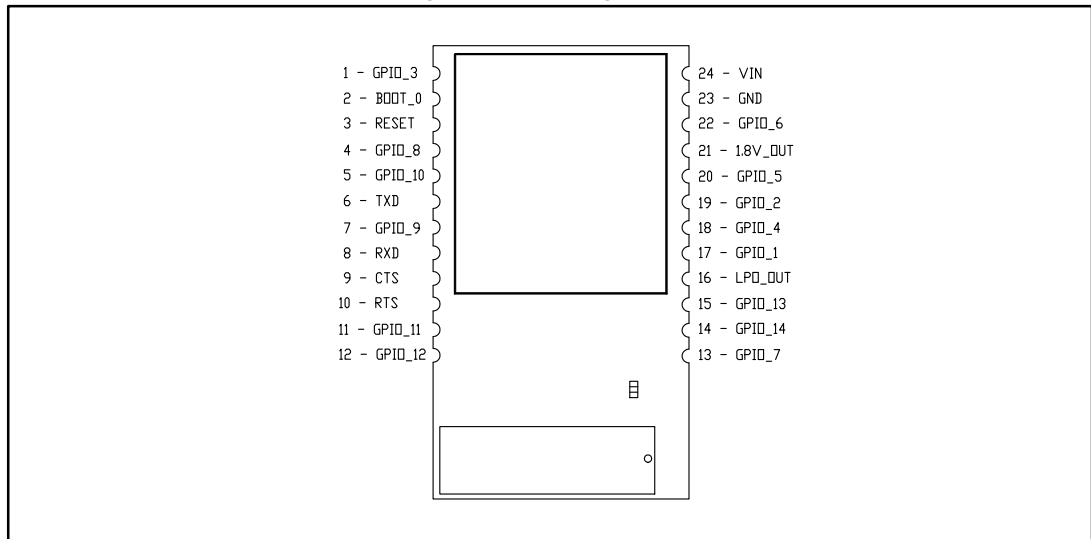 1 - GPIO_3
2 - BOOT_0
3 - RESET
4 - GPIO_8
5 - GPIO_10
6 - TXD
7 - GPIO_9
8 - RXD
9 - CTS
10 - RTS
11 - GPIO_11
12 - GPIO_12
24 - VIN
23 - GND
22 - GPIO_6
21 - 1.8V_OUT
20 - GPIO_5
19 - GPIO_2
18 - GPIO_4
17 - GPIO_1
16 - LPO_OUT
15 - GPIO_13
14 - GPIO_14
13 - GPIO_7